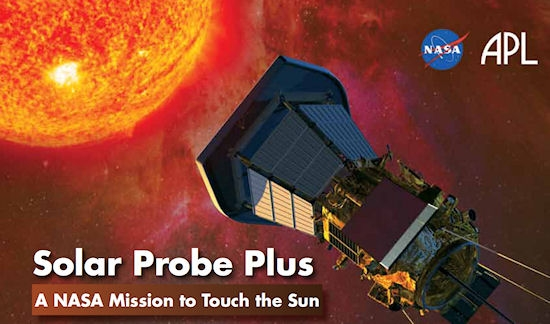 NASA
APL
Solar Probe Plus
A NASA Mission to Touch the Sun